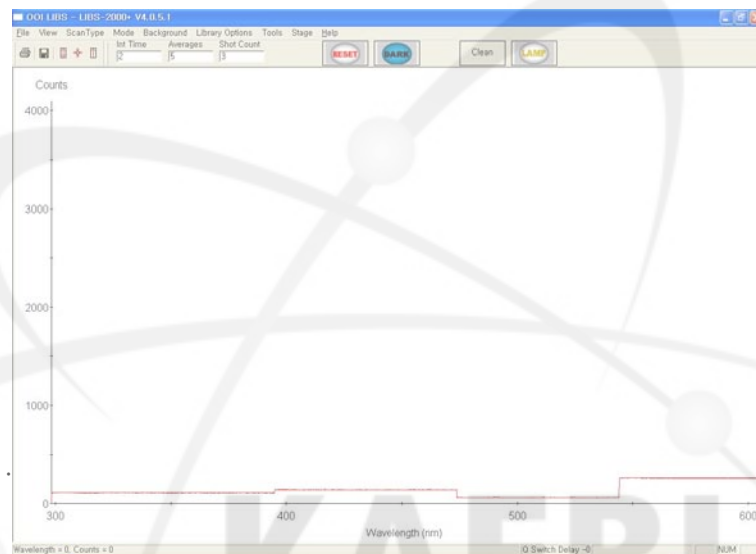 OOI LIBS - LIBS-2000+ V4.0.5.1
File View ScanType Mode Background Library Options Tools Stage Help
Int Time Averages Shot Count
2 5 3
RESET DARK Clean LAMP
Counts
4000
3000
2000
1000
0
300 400 500 600
Wavelength (nm)
Wavelength = 0, Counts = 0 Q Switch Delay -0 NUM
KAERI